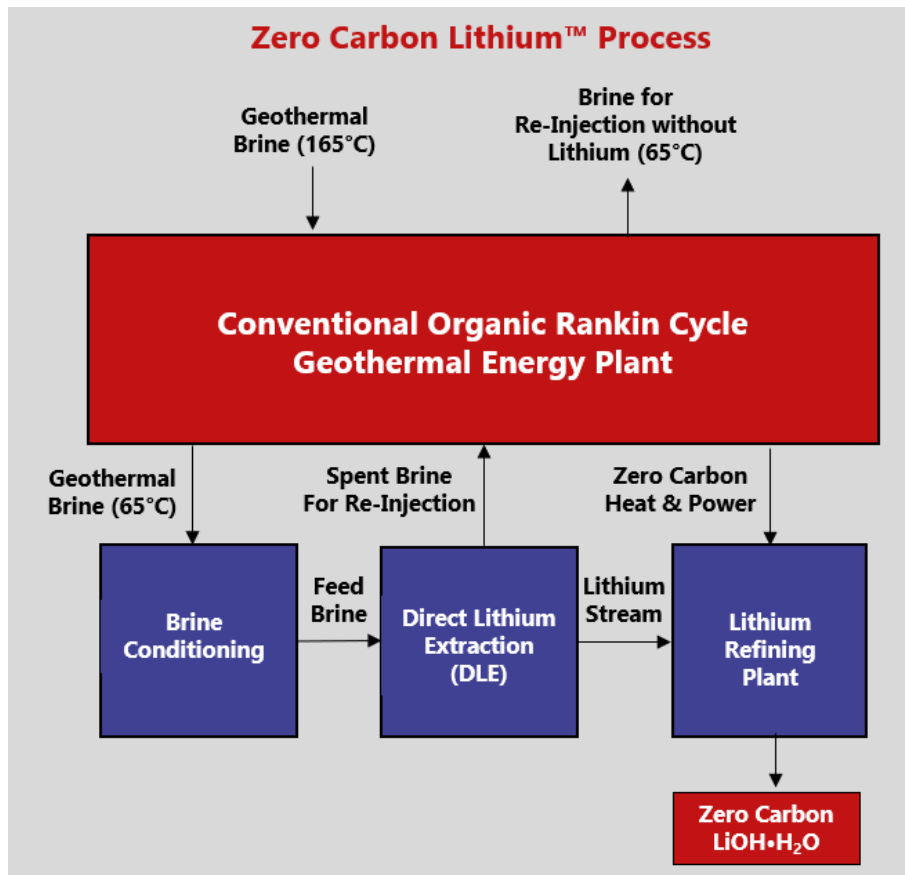 Zero Carbon Lithium™ Process
Geothermal
Brine (165°C)
Brine for
Re-Injection without
Lithium (65°C)
Conventional Organic Rankin Cycle
Geothermal Energy Plant
Geothermal
Brine (65°C)
Spent Brine
For Re-Injection
Zero Carbon
Heat & Power
Brine
Conditioning
Feed
Brine
Direct Lithium
Extraction
(DLE)
Lithium
Stream
Lithium
Refining
Plant
Zero Carbon
LiOH•H₂O